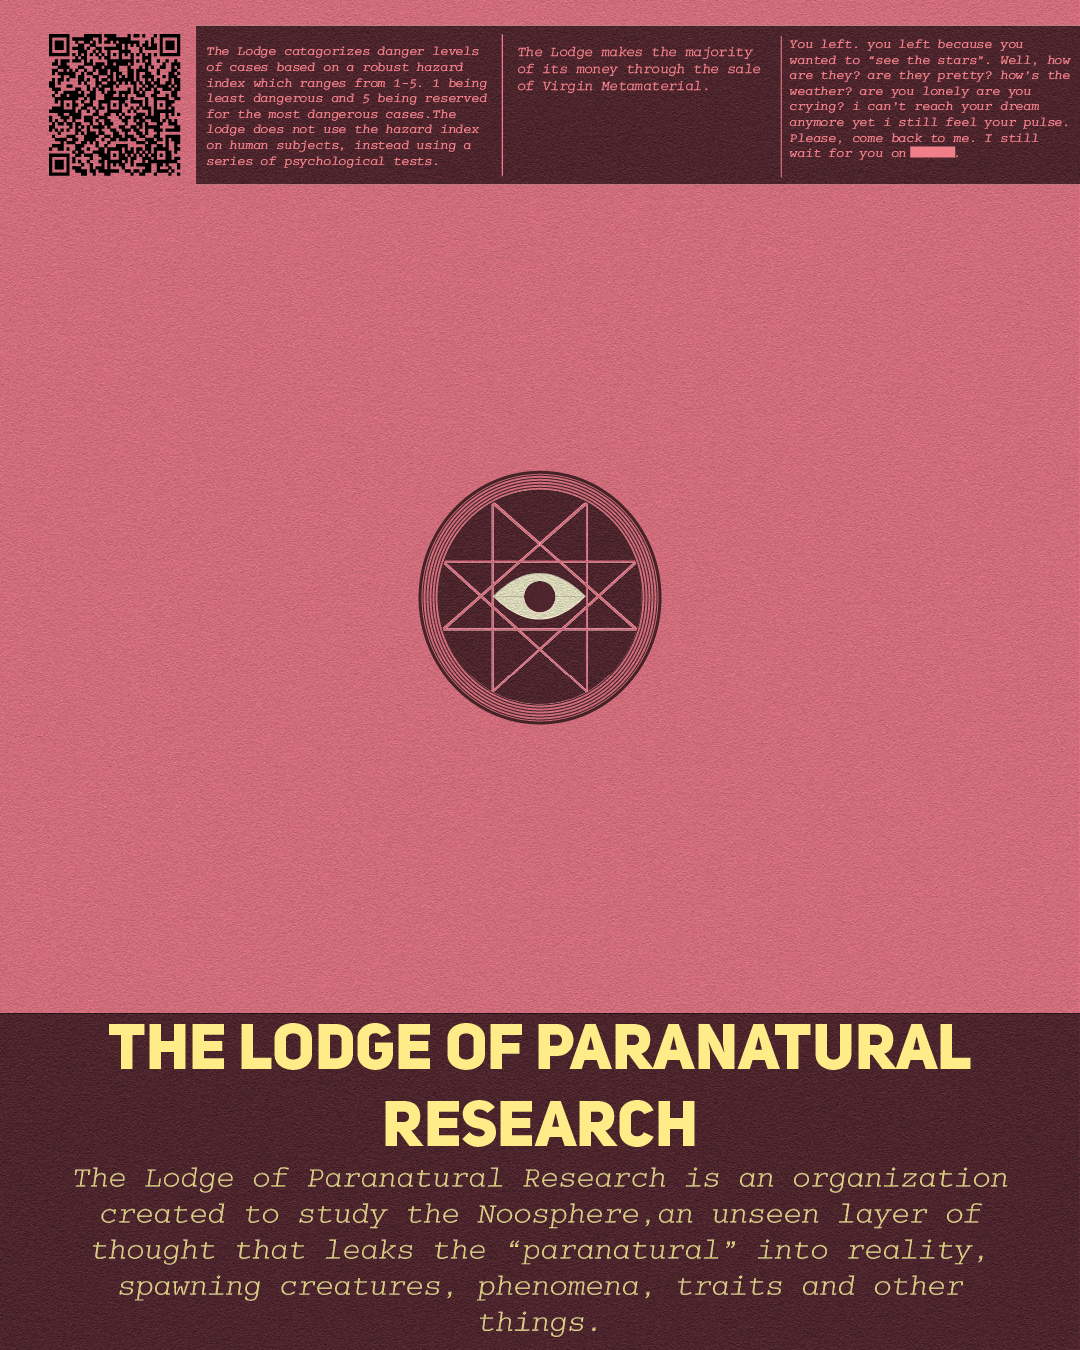 The Lodge catagorizes danger levels
of cases based on a robust hazard
index which ranges from 1-5. 1 being
least dangerous and 5 being reserved
for the most dangerous cases.The
lodge does not use the hazard index
on human subjects, instead using a
series of psychological tests.
The Lodge makes the majority
of its money through the sale
of Virgin Metamaterial.
You left. you left because you
wanted to “see the stars”. Well, how
are they? are they pretty? how's the
weather? are you lonely are you
crying? i can't reach your dream
anymore yet i still feel your pulse.
Please, come back to me. I still
wait for you on .
THE LODGE OF PARANATURAL
RESEARCH
The Lodge of Paranatural Research is an organization
created to study the Noosphere,an unseen layer of
thought that leaks the “paranatural” into reality,
spawning creatures, phenomena, traits and other
things.